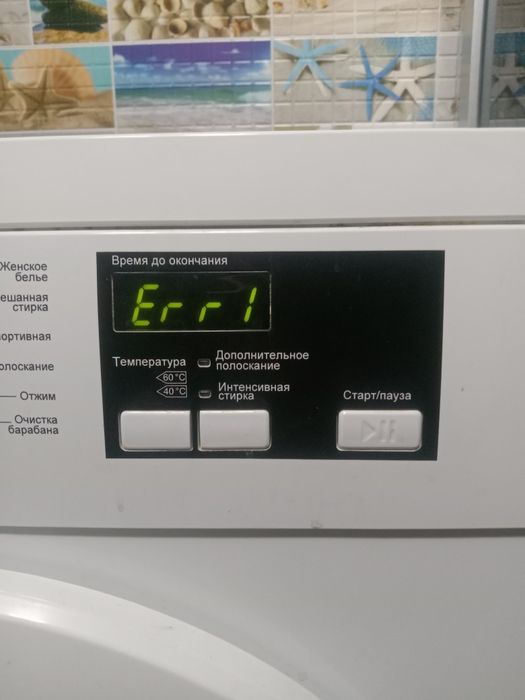 Время до окончания
Женское
белье
Err1
ешанная
стирка
ортивная
Дополнительное
полоскание
Температура
60°C
40°C
олоскание
Интенсивная
стирка
Отжим
Старт/пауза
Очистка
барабана